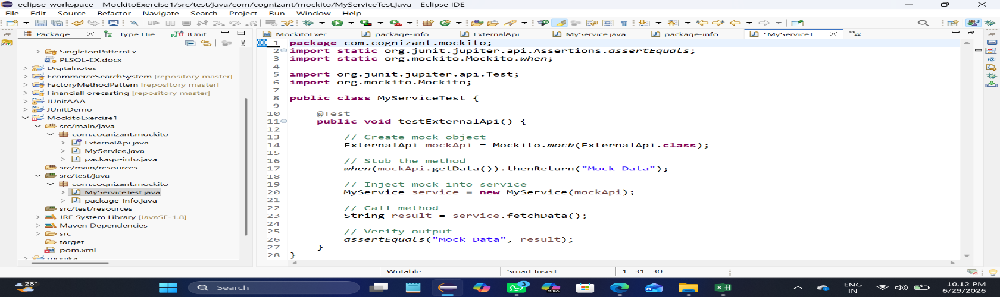 eclipse-workspace - MockitoExercise1/src/test/java/com/cognizant/mockito/MyServiceTest.java - Eclipse IDE
File Edit Source Refactor Navigate Search Project Run Window Help
Package ... Type Hie... JUnit
SingletonPatternEx
PLSQL-EX.docx
Digitalnotes
EcommerceSearchSystem [repository master]
FactoryMethodPattern [repository master]
FinancialForecasting [repository master]
JUnitAAA
JUnitDemo
MockitoExercise1
src/main/java
com.cognizant.mockito
ExternalApi.java
MyService.java
package-info.java
src/main/resources
src/test/java
com.cognizant.mockito
MyServiceTest.java
package-info.java
src/test/resources
JRE System Library [JavaSE-1.8]
Maven Dependencies
src
target
pom.xml
monika
MockitoExer... package-info... ExternalApi.... MyService.java package-info... *MyServiceT... 22
1 package com.cognizant.mockito;
2 import static org.junit.jupiter.api.Assertions.assertEquals;
3 import static org.mockito.Mockito.when;
4
5 import org.junit.jupiter.api.Test;
6 import org.mockito.Mockito;
7
8 public class MyServiceTest {
9
10 @Test
11 public void testExternalApi() {
12
13 // Create mock object
14 ExternalApi mockApi = Mockito.mock(ExternalApi.class);
15
16 // Stub the method
17 when(mockApi.getData()).thenReturn("Mock Data");
18
19 // Inject mock into service
20 MyService service = new MyService(mockApi);
21
22 // Call method
23 String result = service.fetchData();
24
25 // Verify output
26 assertEquals("Mock Data", result);
27 }
28 }
Writable Smart Insert 1 : 31 : 30
28° Search 3 M365 ENG IN 10:12 PM 6/29/2026